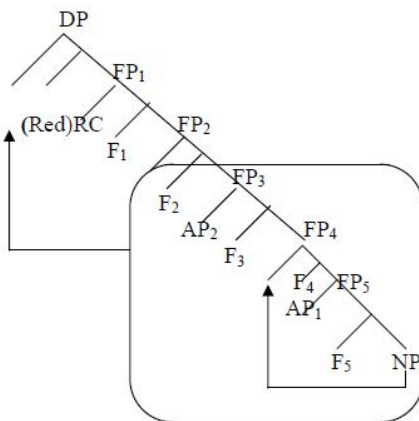 DP
FP₁
(Red)RC
F₁
FP₂
F₂
FP₃
AP₂
F₃
FP₄
F₄
FP₅
AP₁
F₅
NP